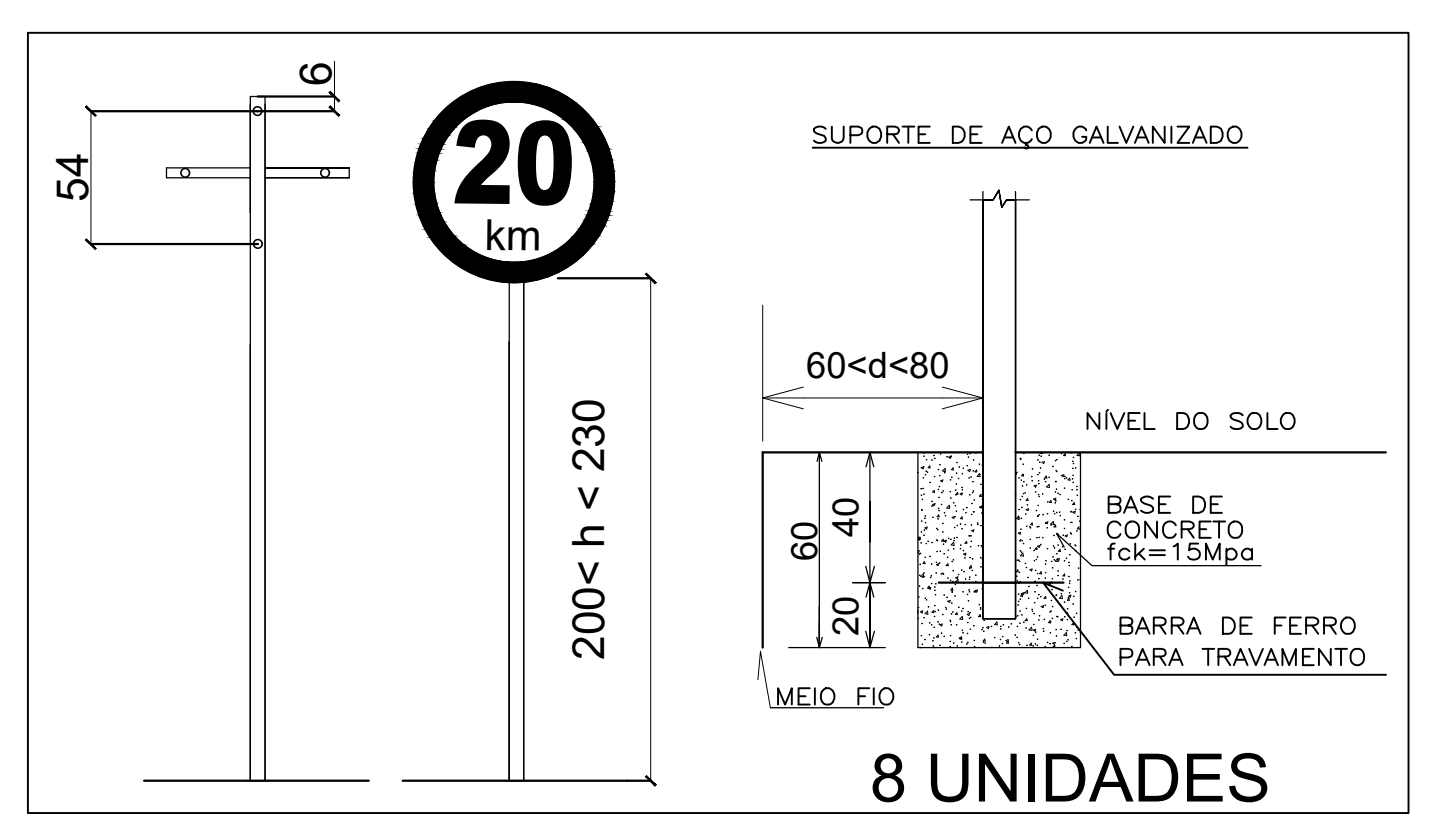 6
54
20
km
200< h < 230
SUPORTE DE AÇO GALVANIZADO
60<d<80
NÍVEL DO SOLO
60
40
20
BASE DE
CONCRETO
fck=15Mpa
BARRA DE FERRO
PARA TRAVAMENTO
MEIO FIO
8 UNIDADES